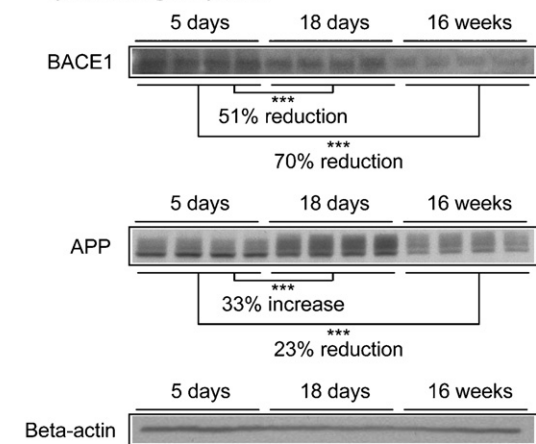 5 days 18 days 16 weeks
BACE1
***
51% reduction
***
70% reduction
5 days 18 days 16 weeks
APP
***
33% increase
***
23% reduction
5 days 18 days 16 weeks
Beta-actin